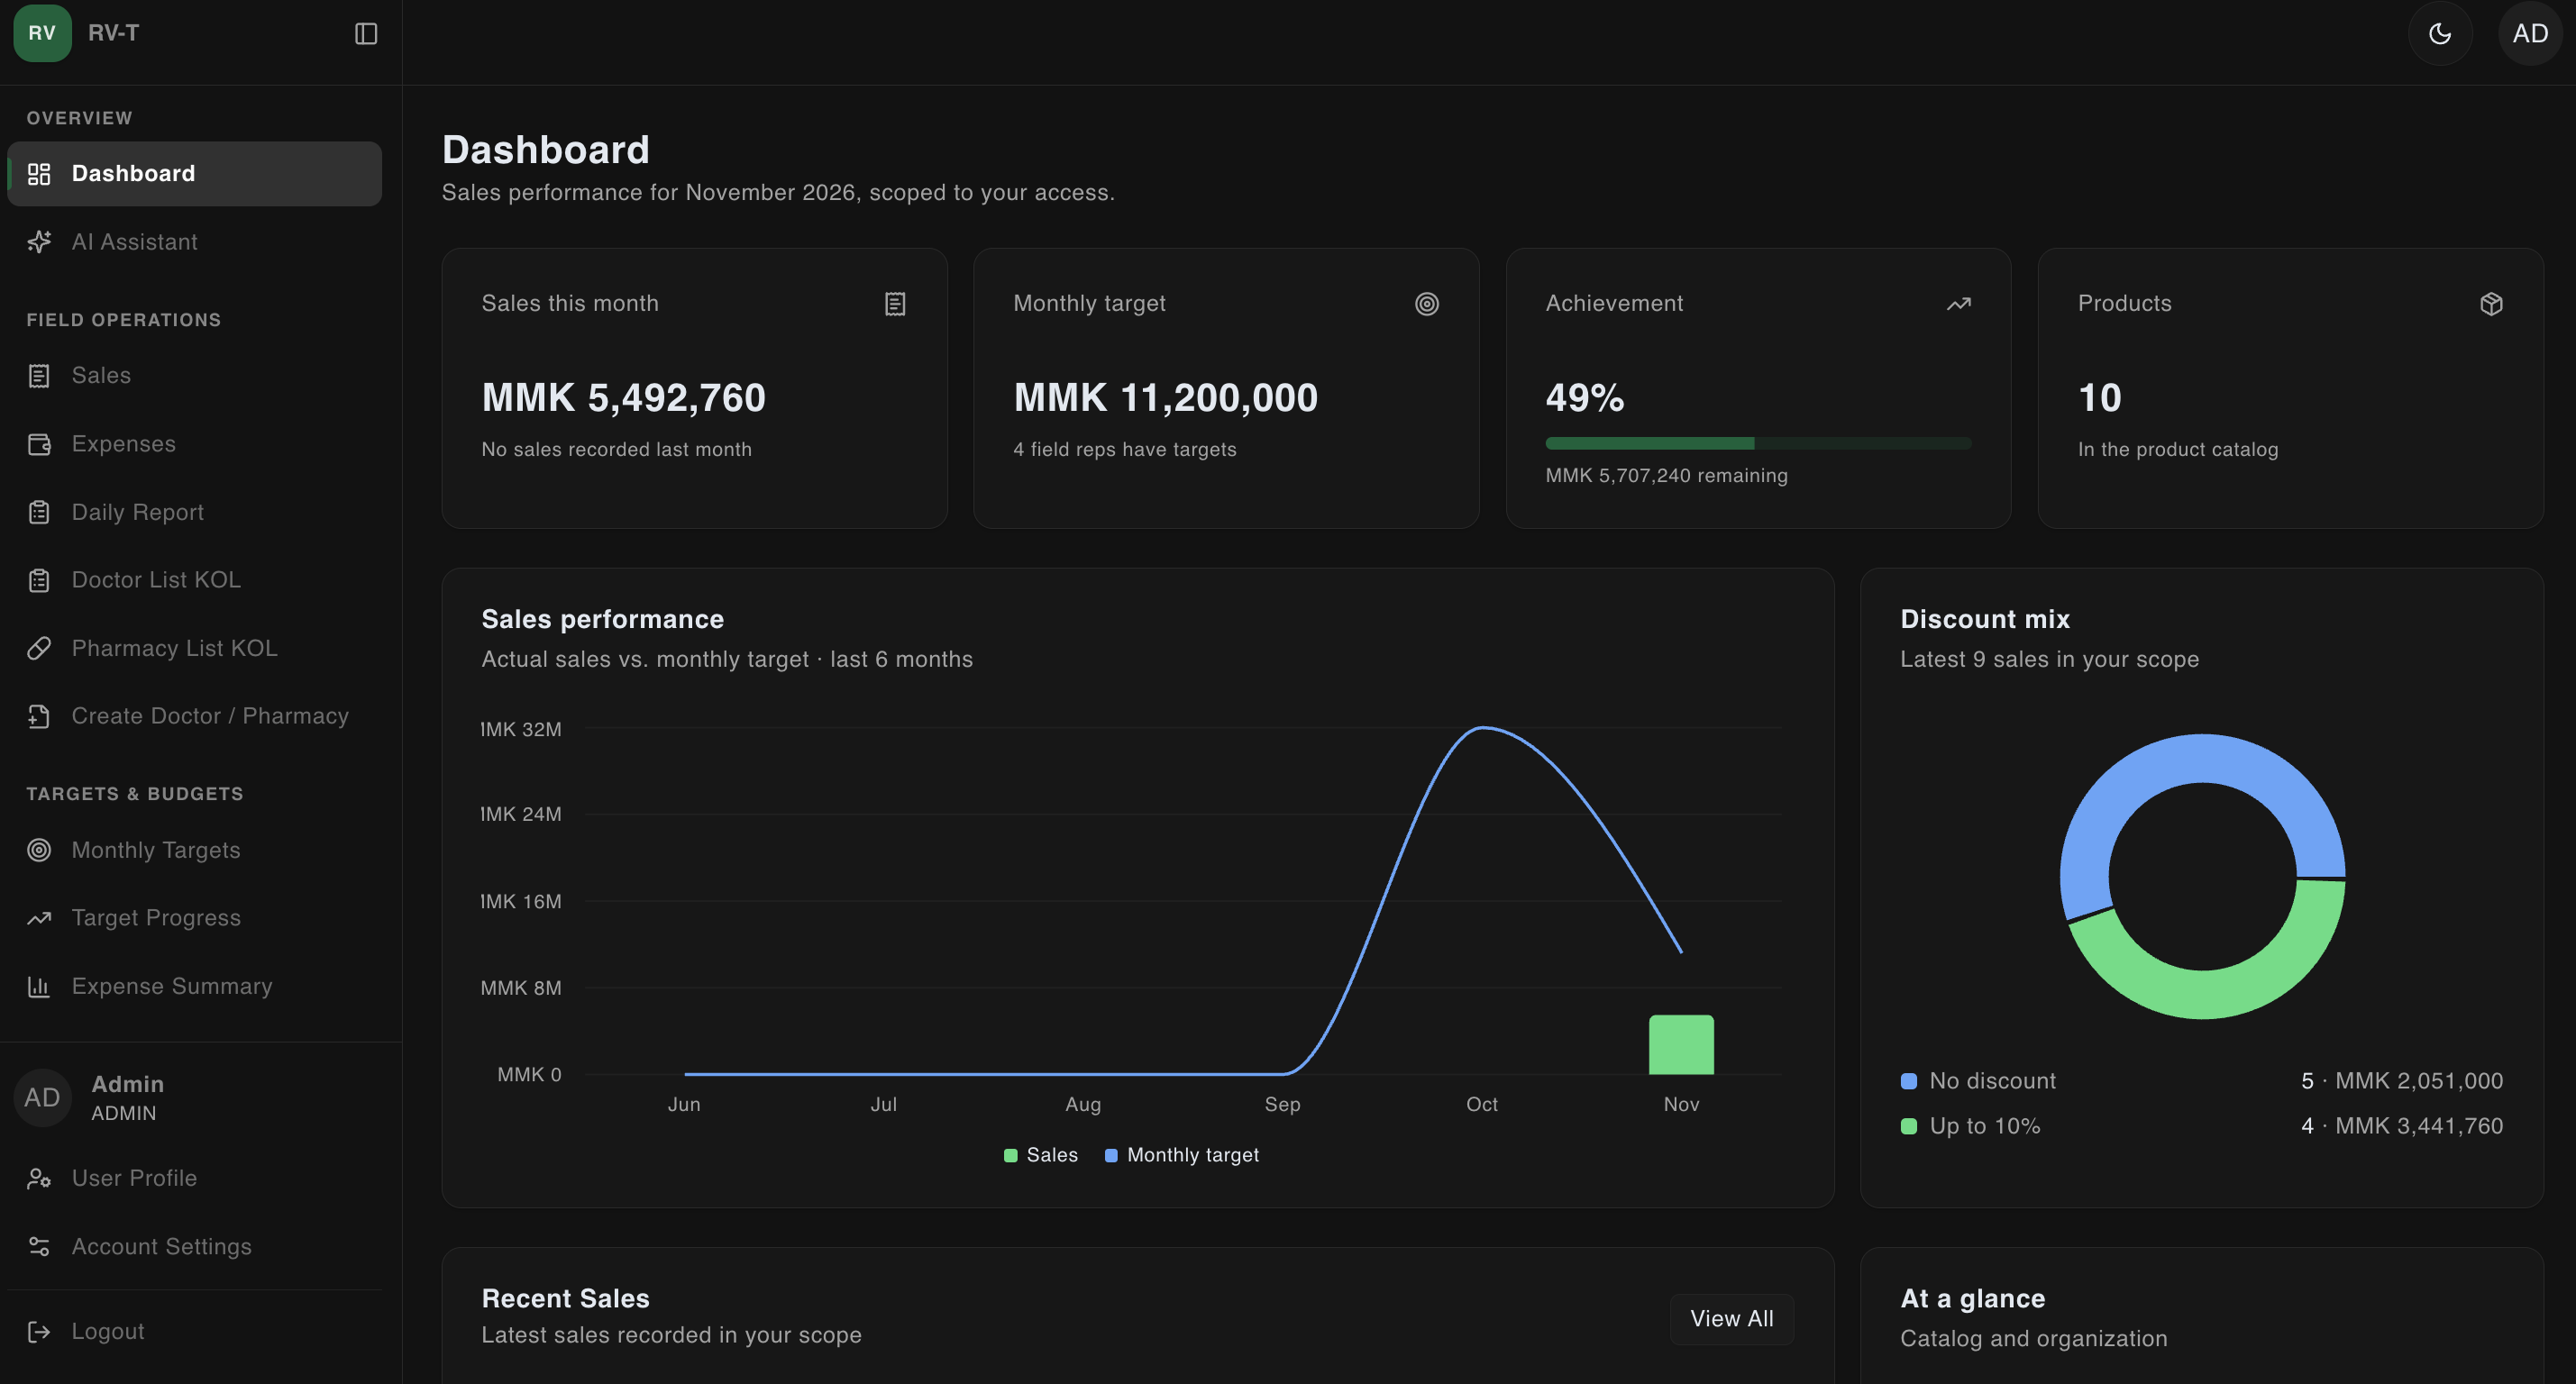 RV
RV-T
AD
OVERVIEW
Dashboard
AI Assistant
FIELD OPERATIONS
Sales
Expenses
Daily Report
Doctor List KOL
Pharmacy List KOL
Create Doctor / Pharmacy
TARGETS & BUDGETS
Monthly Targets
Target Progress
Expense Summary
AD
Admin
ADMIN
User Profile
Account Settings
Logout
Dashboard
Sales performance for November 2026, scoped to your access.
Sales this month
MMK 5,492,760
No sales recorded last month
Monthly target
MMK 11,200,000
4 field reps have targets
Achievement
49%
MMK 5,707,240 remaining
Products
10
In the product catalog
Sales performance
Actual sales vs. monthly target · last 6 months
MK 32M
MK 24M
MK 16M
MMK 8M
MMK 0
Jun Jul Aug Sep Oct Nov
Sales Monthly target
Discount mix
Latest 9 sales in your scope
No discount 5 · MMK 2,051,000
Up to 10% 4 · MMK 3,441,760
Recent Sales
Latest sales recorded in your scope
View All
At a glance
Catalog and organization